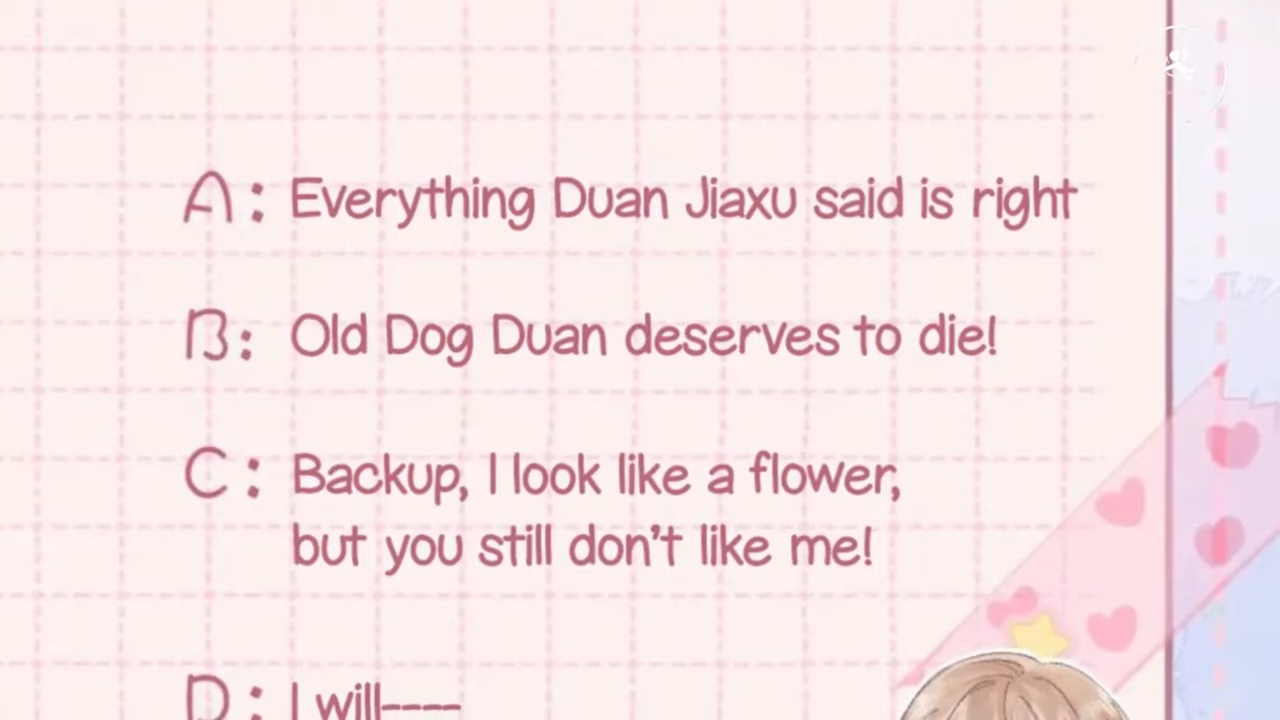 A: Everything Duan Jiaxu said is right
B: Old Dog Duan deserves to die!
C: Backup, I look like a flower,
but you still don't like me!
D: I will----